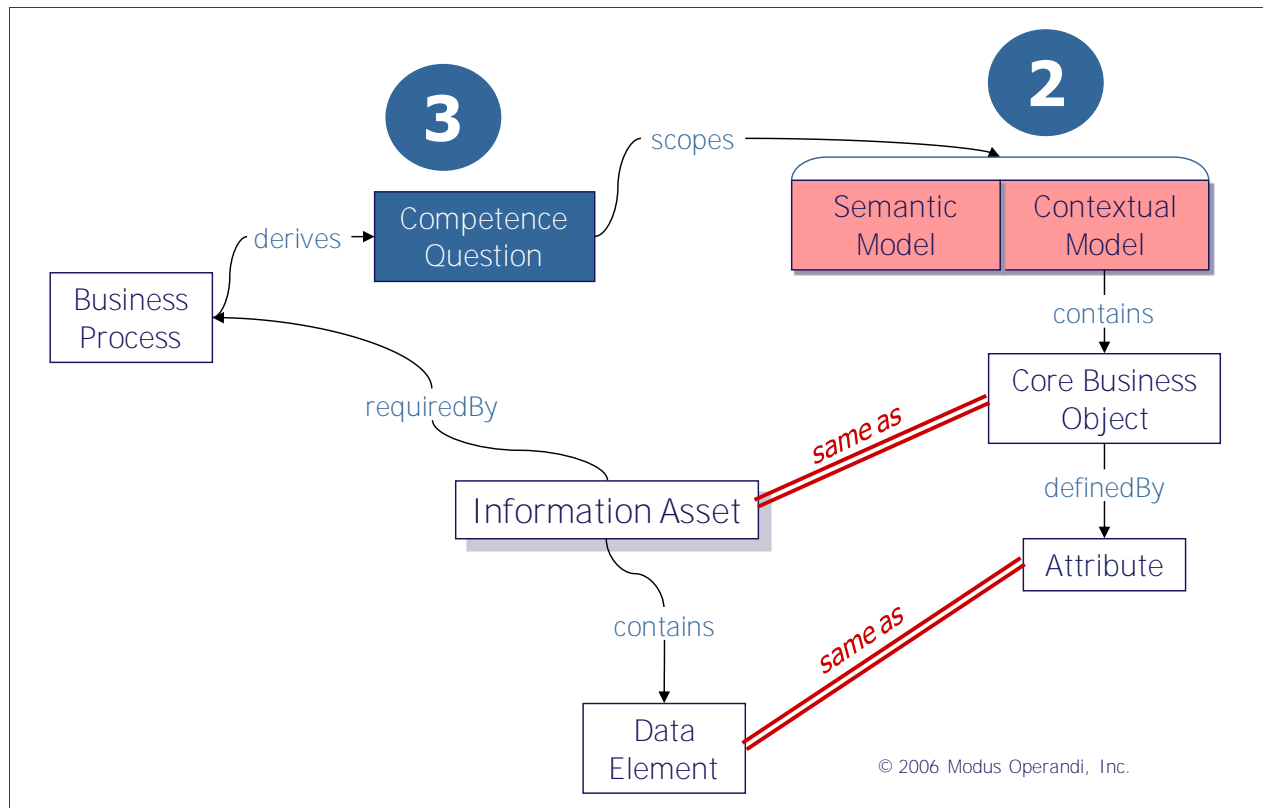 3
2
scopes
Competence
Question
Semantic
Model
Contextual
Model
derives
Business
Process
contains
Core Business
Object
requiredBy
same as
Information Asset
definedBy
Attribute
contains
same as
Data
Element
© 2006 Modus Operandi, Inc.